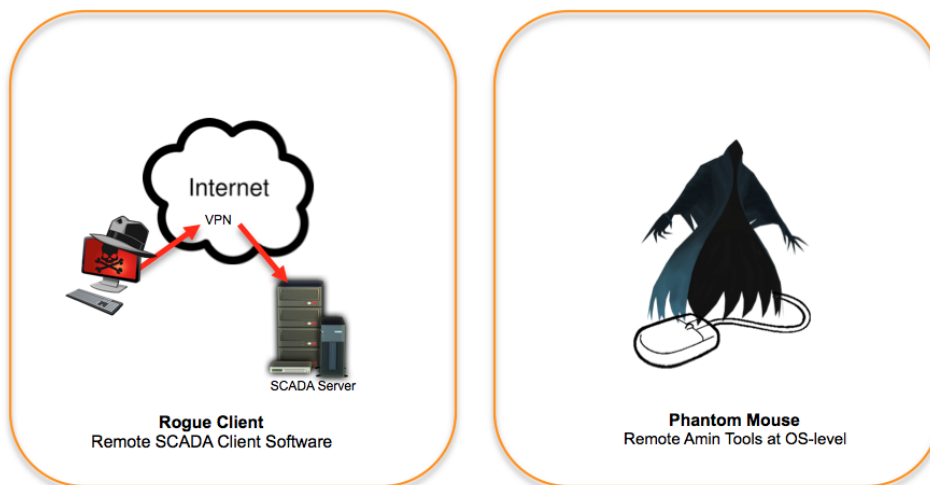 Internet
VPN
SCADA Server
Rogue Client
Remote SCADA Client Software
Phantom Mouse
Remote Amin Tools at OS-level